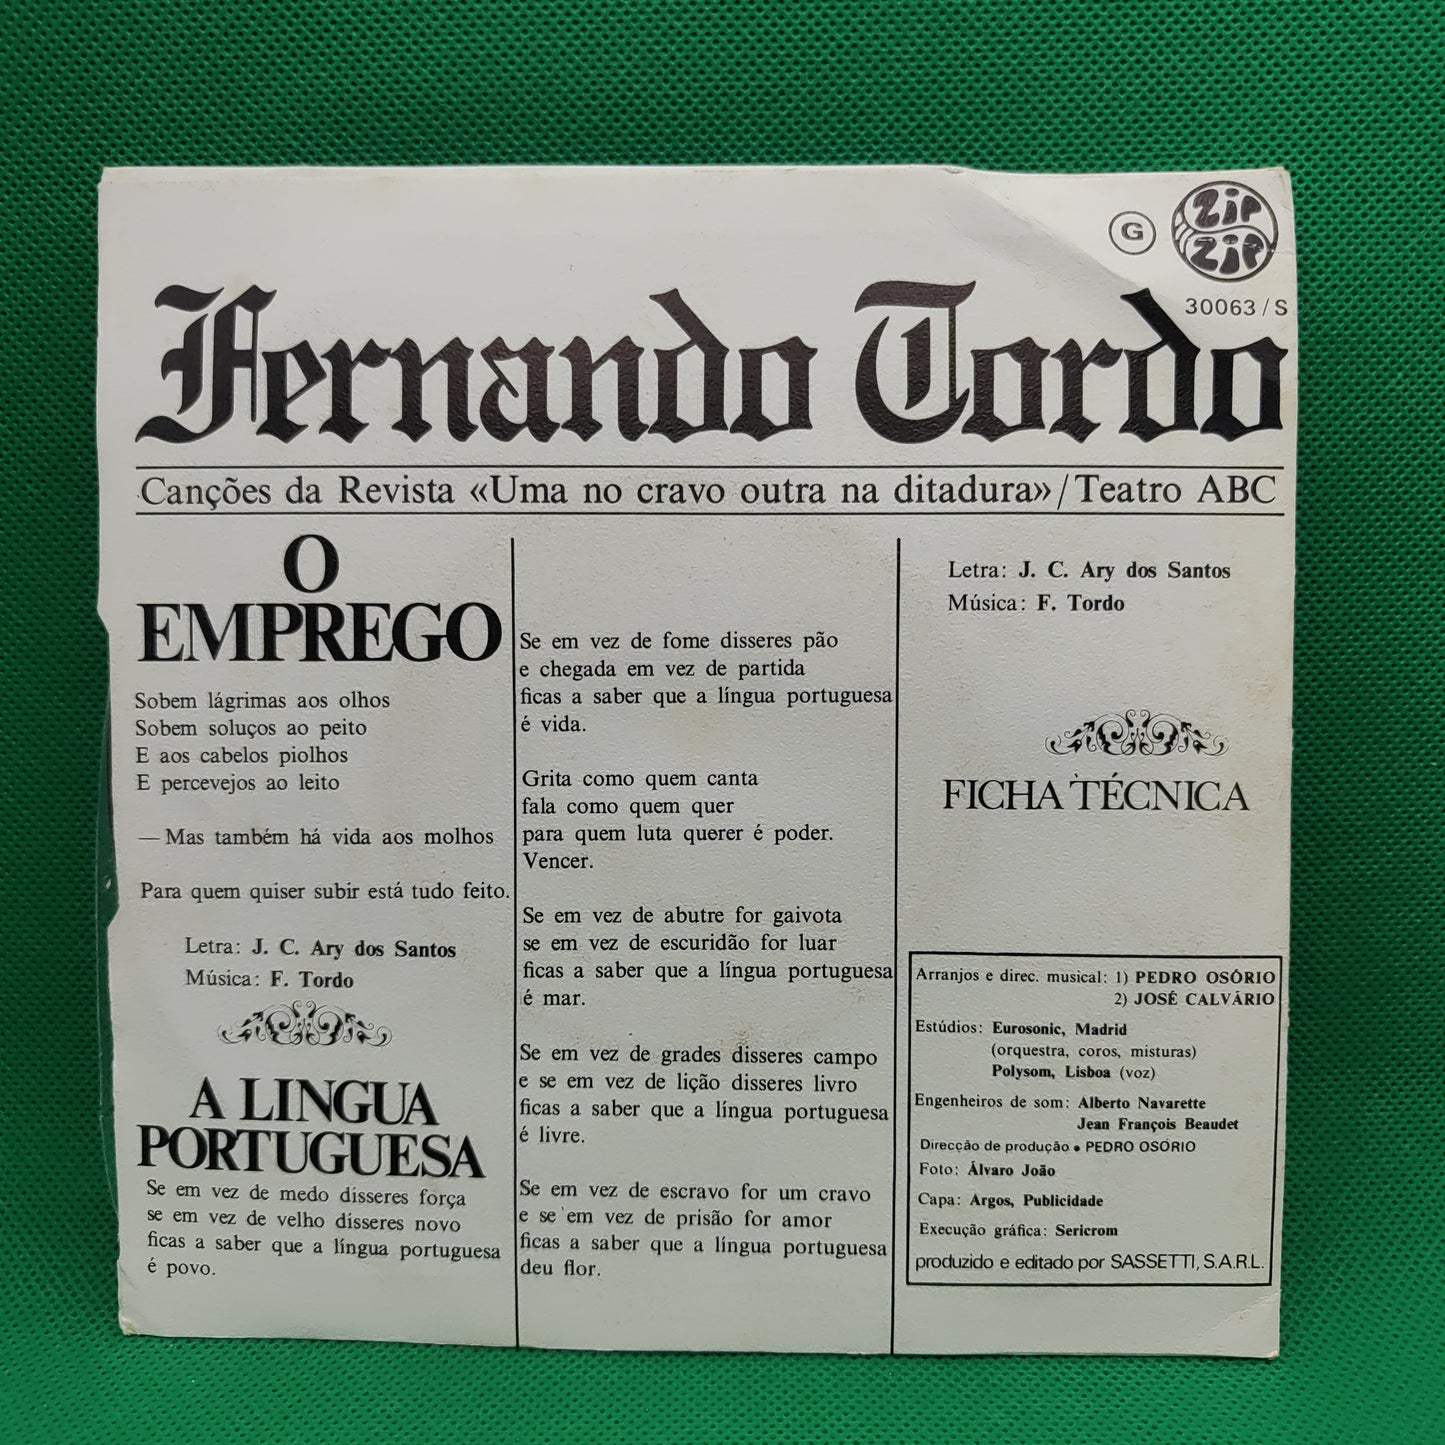 G
ZIP
ZIP
30063/S
Fernando Tordo
Canções da Revista «Uma no cravo outra na ditadura»/Teatro ABC
O
EMPREGO
Sobem lágrimas aos olhos
Sobem soluços ao peito
E aos cabelos piolhos
E percevejos ao leito
— Mas também há vida aos molhos
Para quem quiser subir está tudo feito.
Letra: J. C. Ary dos Santos
Música: F. Tordo
A LINGUA
PORTUGUESA
Se em vez de medo disseres força
se em vez de velho disseres novo
ficas a saber que a língua portuguesa
é povo.
Se em vez de fome disseres pão
e chegada em vez de partida
ficas a saber que a língua portuguesa
é vida.
Grita como quem canta
fala como quem quer
para quem luta querer é poder.
Vencer.
Se em vez de abutre for gaivota
se em vez de escuridão for luar
ficas a saber que a língua portuguesa
é mar.
Se em vez de grades disseres campo
e se em vez de lição disseres livro
ficas a saber que a língua portuguesa
é livre.
Se em vez de escravo for um cravo
e se em vez de prisão for amor
ficas a saber que a língua portuguesa
deu flor.
Letra: J. C. Ary dos Santos
Música: F. Tordo
FICHA TÉCNICA
Arranjos e direc. musical: 1) PEDRO OSÓRIO
2) JOSÉ CALVÁRIO
Estúdios: Eurosonic, Madrid
(orquestra, coros, misturas)
Polysom, Lisboa (voz)
Engenheiros de som: Alberto Navarette
Jean François Beaudet
Direcção de produção • PEDRO OSÓRIO
Foto: Álvaro João
Capa: Argos, Publicidade
Execução gráfica: Sericrom
produzido e editado por SASSETTI, S.A.R.L.